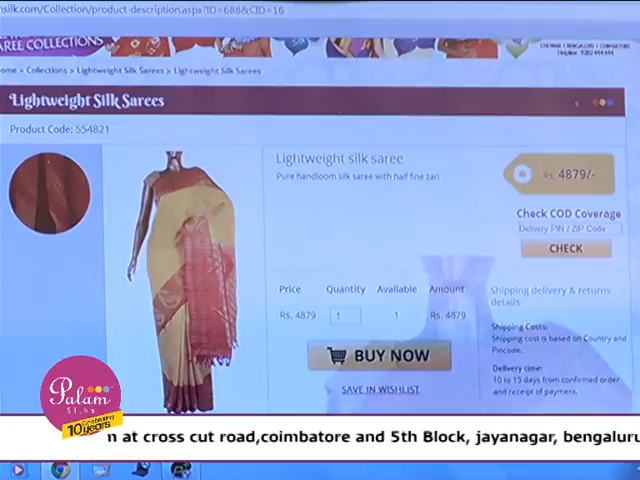 nsilk.com/Collection/product-description.aspx?ID=688&CID=16
AREE COLLECTIONS
CHENNAI | BENGALURU | COIMBATORE
ome > Collections > Lightweight Silk Sarees > Lightweight Silk Sarees
Lightweight Silk Sarees
Product Code: 554821
Lightweight silk saree
Pure handloom silk saree with half fine zari
Rs. 4879/-
Check COD Coverage
Delivery PIN / ZIP Code
CHECK
Price Quantity Available Amount
Rs. 4879 1 1 Rs. 4879
BUY NOW
SAVE IN WISHLIST
Shipping delivery & returns
details
Shipping Costs:
Shipping cost is based on Country and
Pincode.
Delivery time:
10 to 15 days from confirmed order
and receipt of payment.
Palam
Silks
Celebrating
10 years
n at cross cut road,coimbatore and 5th Block, jayanagar, bengaluru